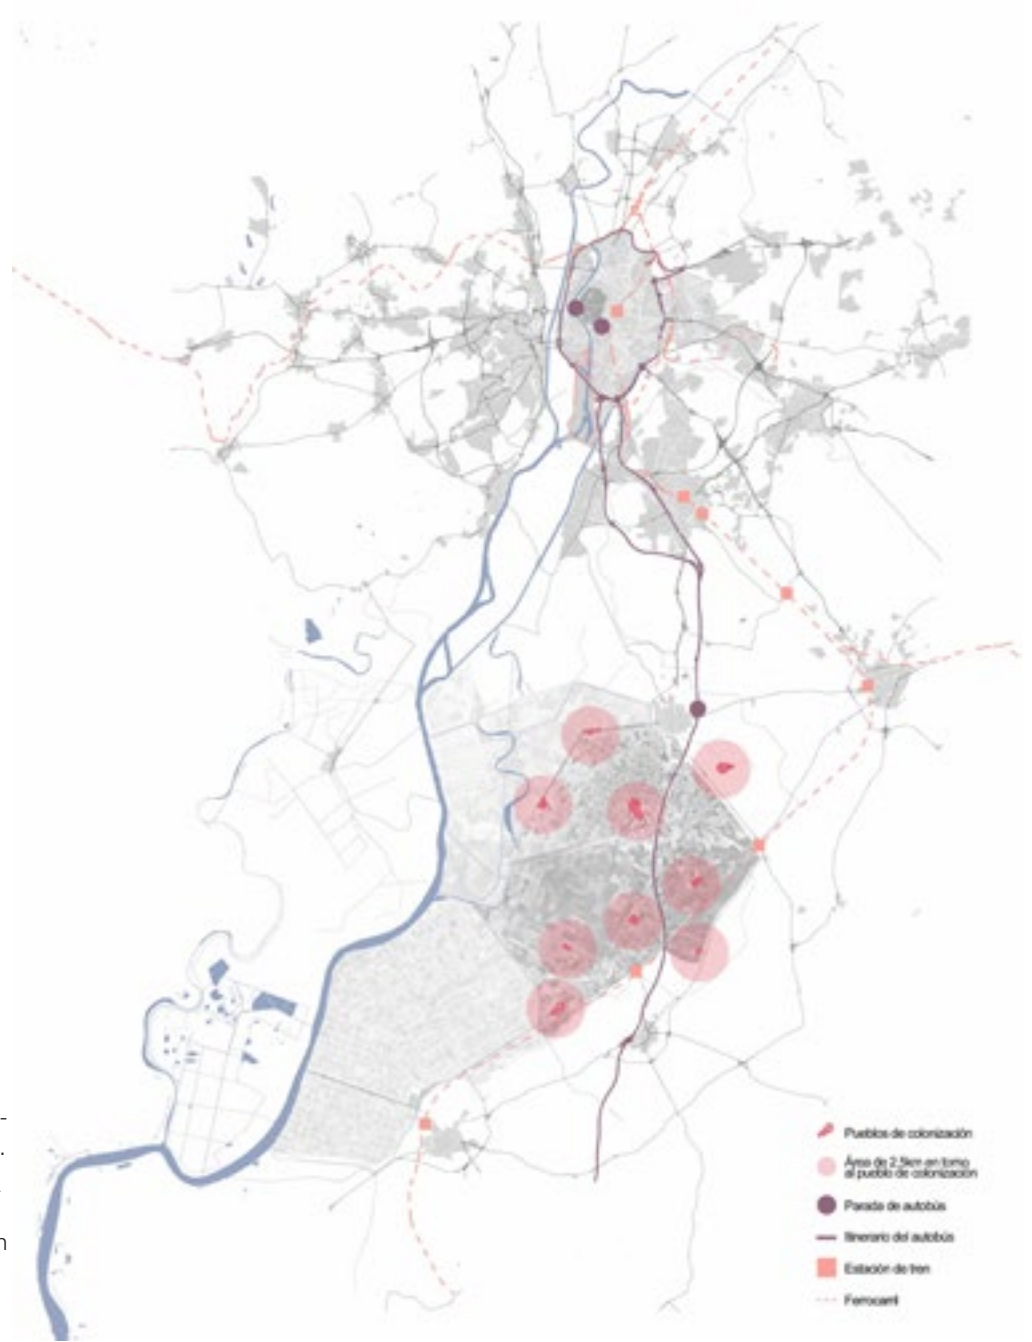 Pueblos de colonización
Área de 2,5km en torno
al pueblo de colonización
Parada de autobús
Itinerario del autobús
Estación de tren
Ferrocarril
-
.
n